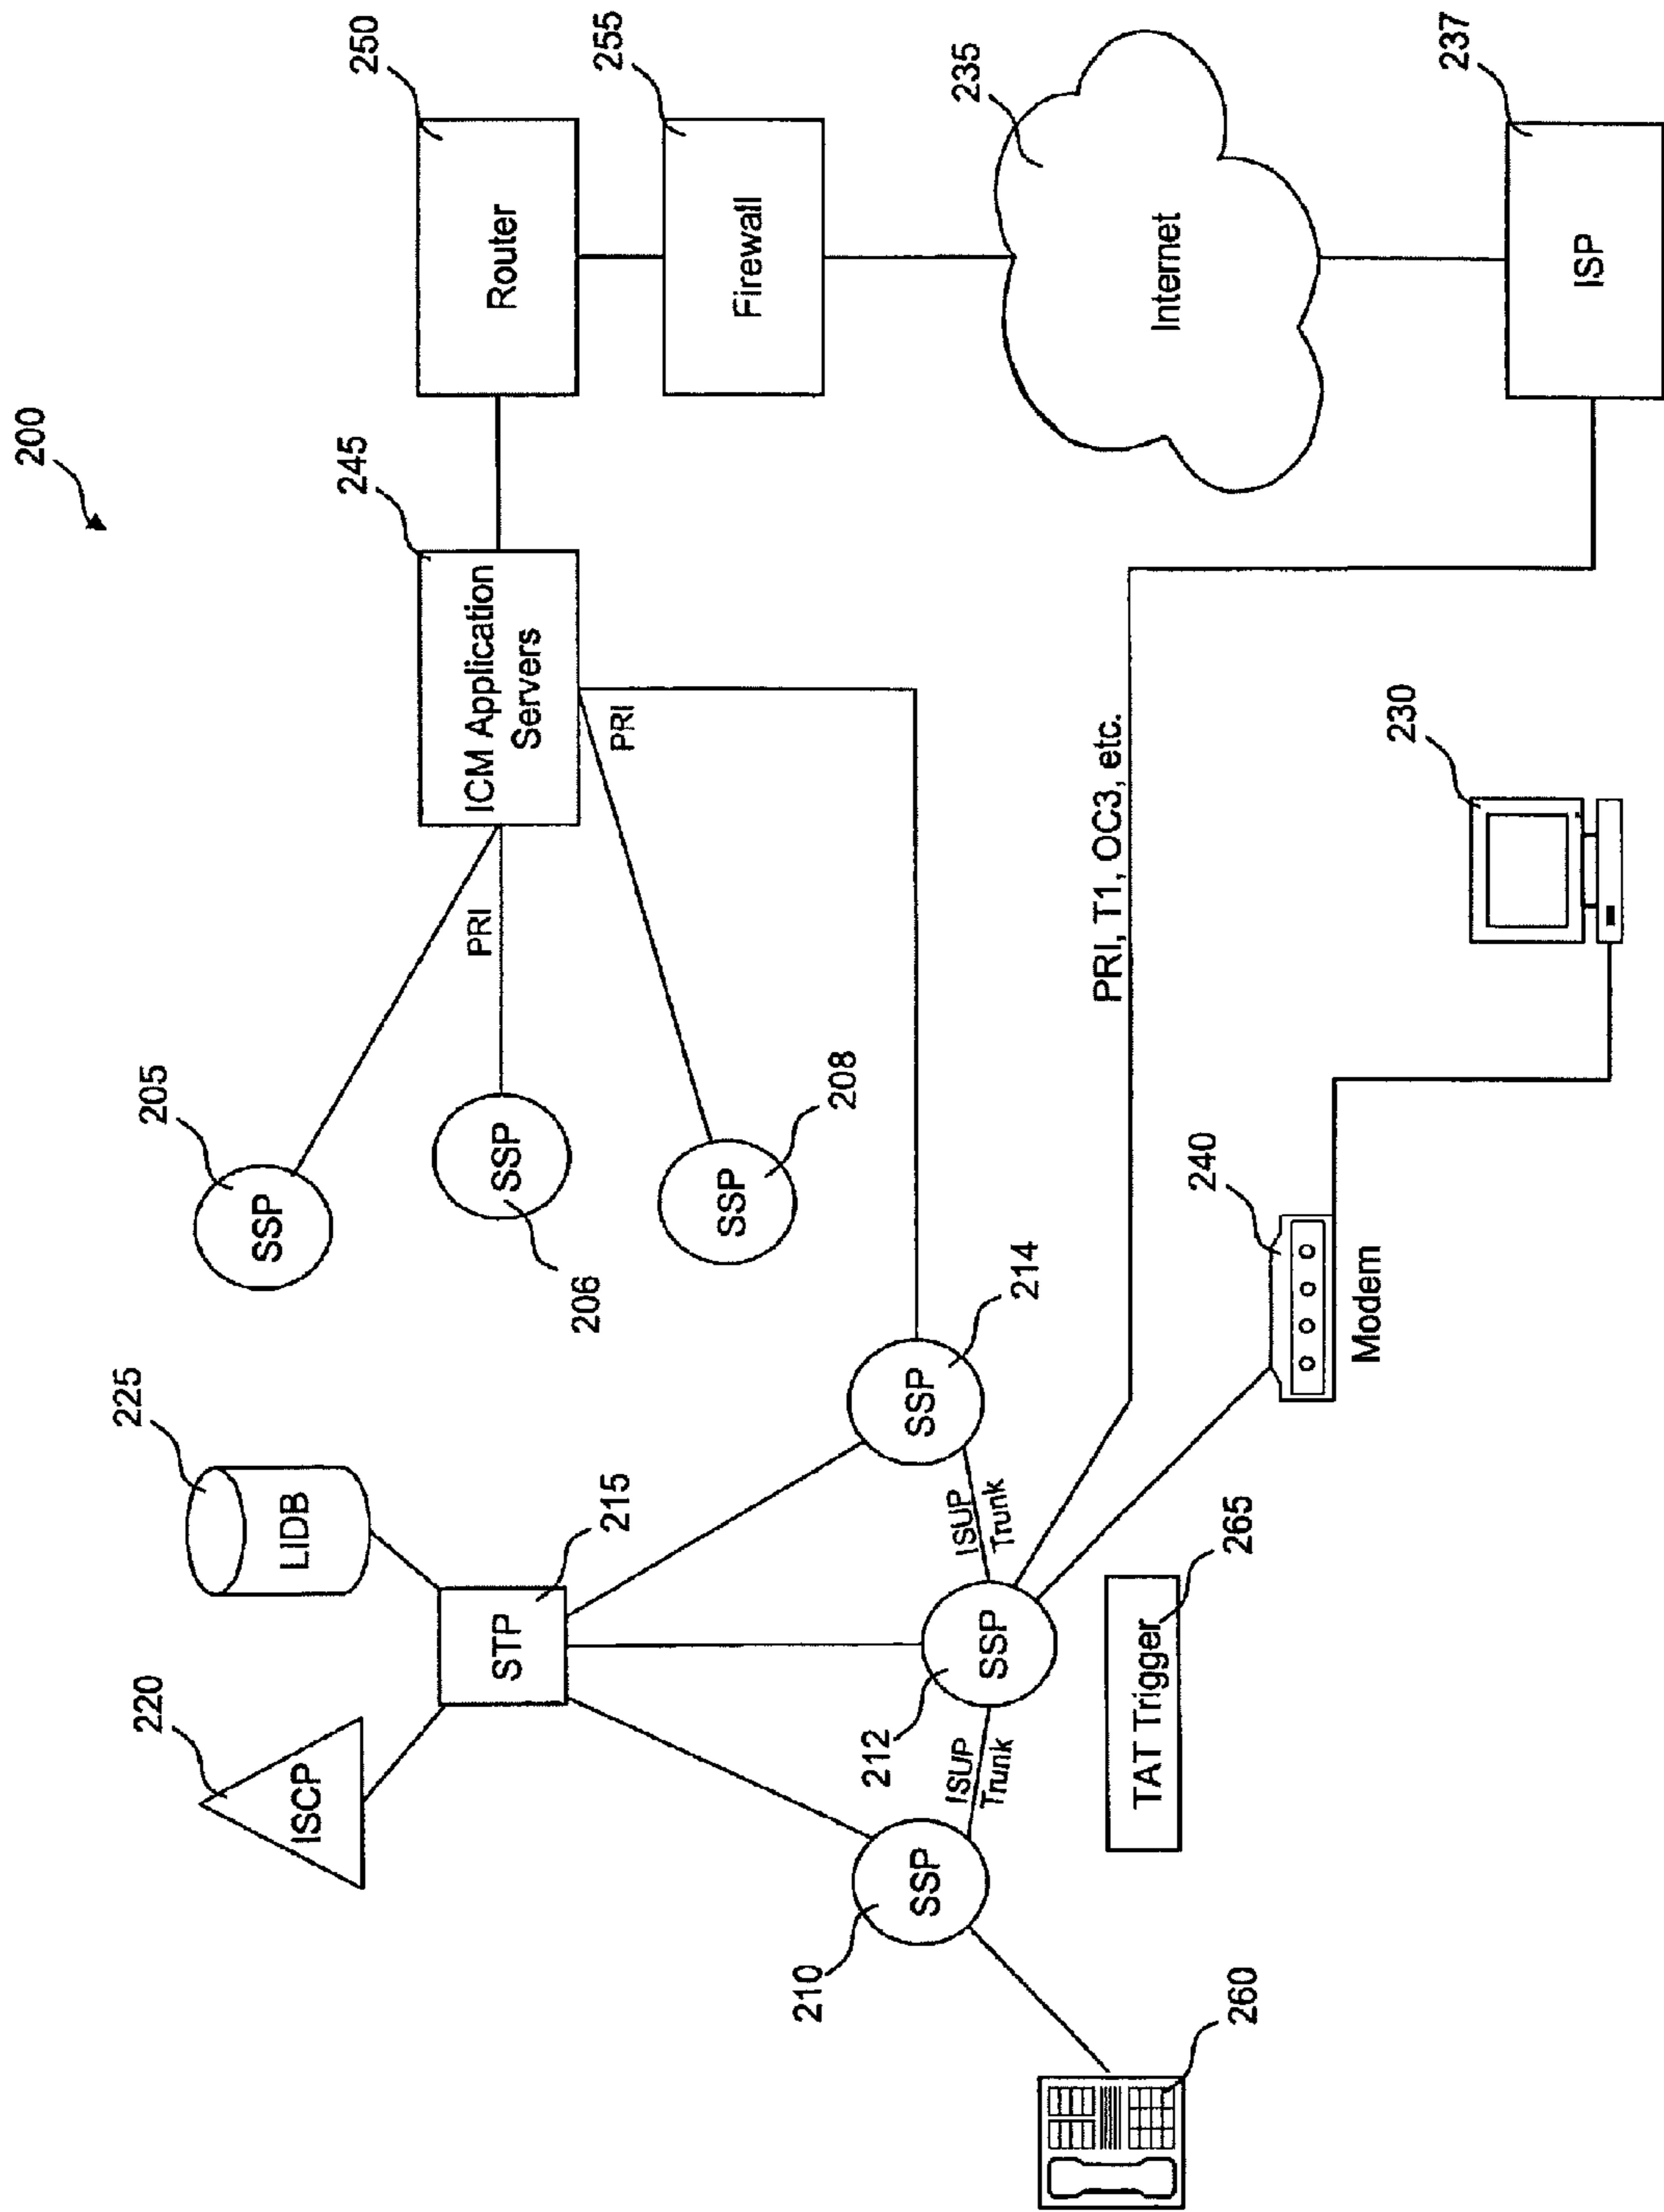 200
220
ISCP
225
LIDB
205
SSP
245
ICM Application
Servers
250
Router
STP
215
SSP
206
PRI
PRI
SSP
208
255
Firewall
210
SSP
212
SSP
SSP
214
ISUP
Trunk
ISUP
Trunk
235
Internet
PRI, T1, OC3, etc.
260
TAT Trigger
265
240
Modem
230
237
ISP